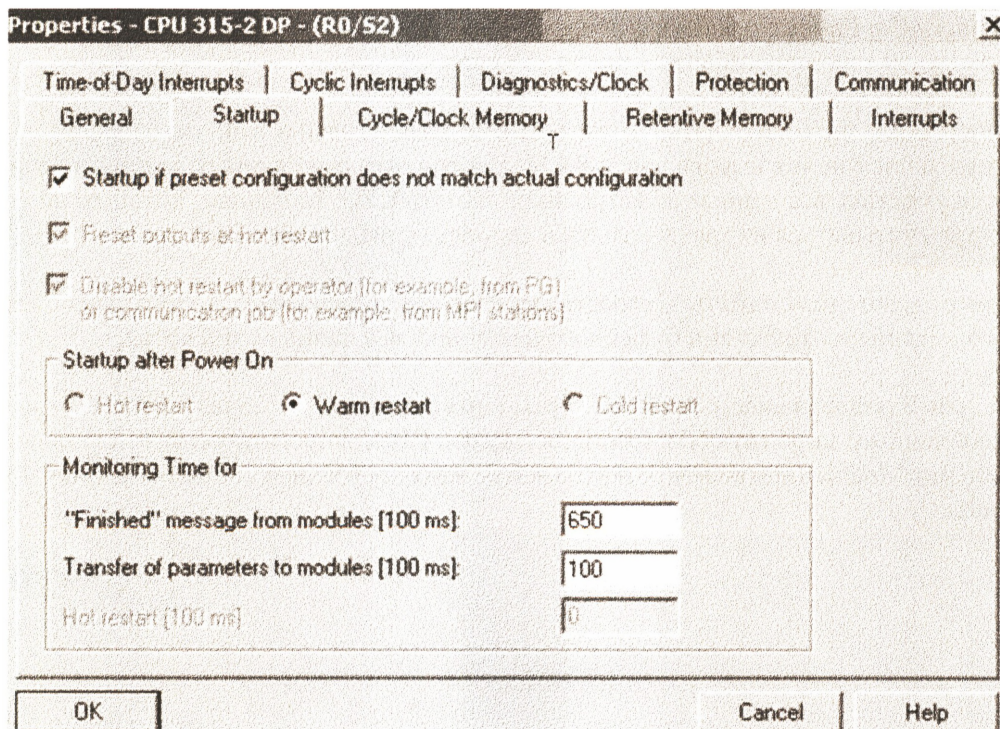 Properties - CPU 315-2 DP - (R0/S2)
Time-of-Day Interrupts Cyclic Interrupts Diagnostics/Clock Protection Communication
General Startup Cycle/Clock Memory Retentive Memory Interrupts
Startup if preset configuration does not match actual configuration
Reset outputs at hot restart
Disable hot restart by operator (for example, from PG)
or communication job (for example, from MPI stations)
Startup after Power On
Hot restart Warm restart Cold restart
Monitoring Time for
"Finished" message from modules [100 ms]: 650
Transfer of parameters to modules [100 ms]: 100
Hot restart [100 ms] 0
OK Cancel Help